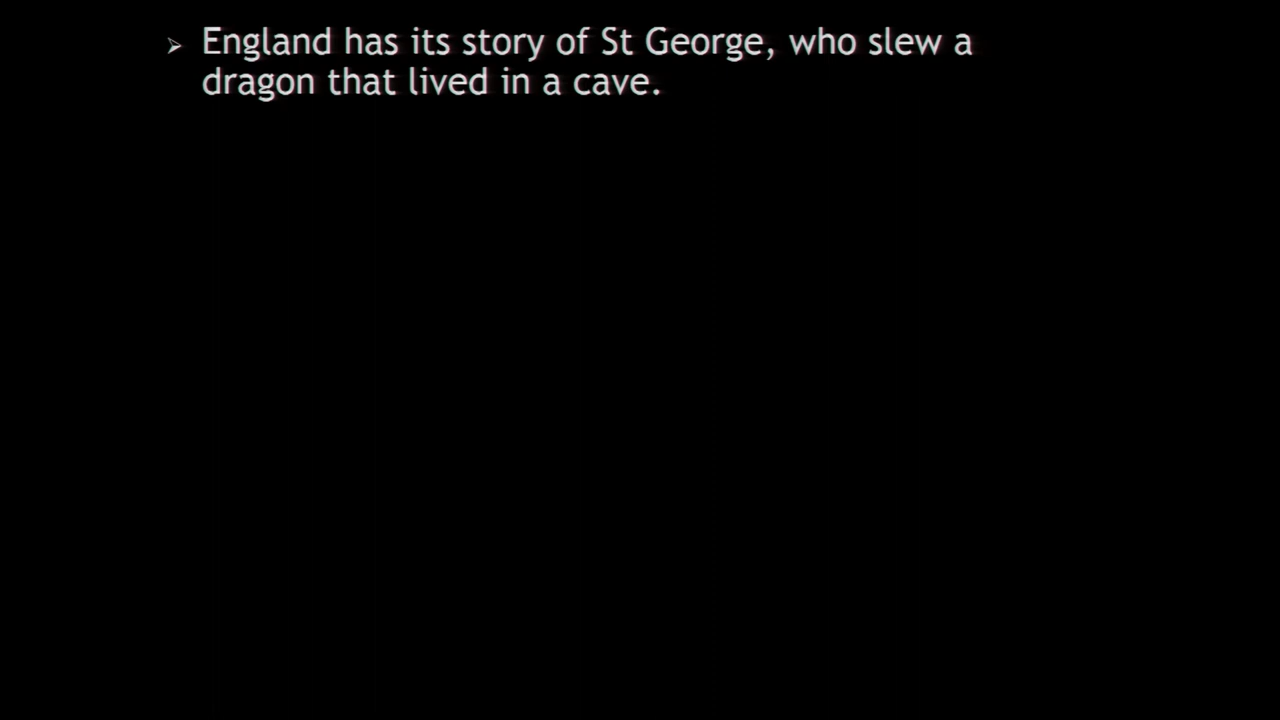 ➢ England has its story of St George, who slew a
dragon that lived in a cave.